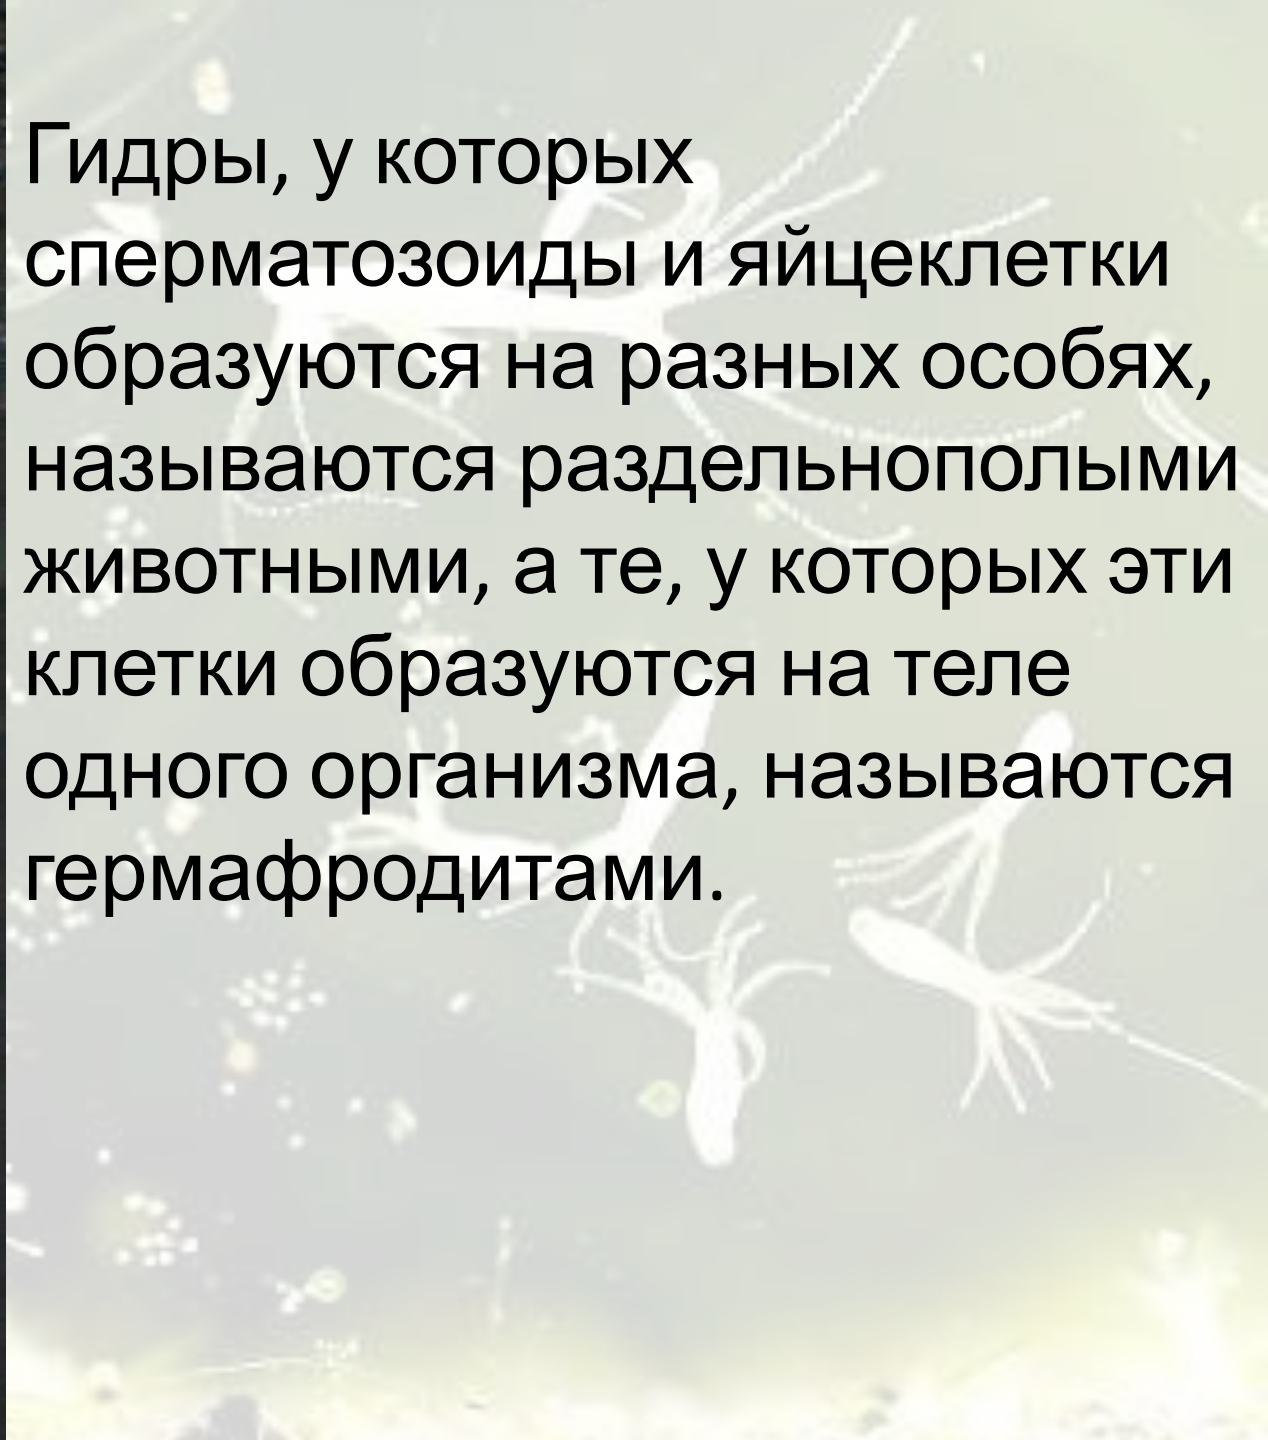 Гидры, у которых
сперматозоиды и яйцеклетки
образуются на разных особях,
называются раздельнополыми
животными, а те, у которых эти
клетки образуются на теле
одного организма, называются
гермафродитами.